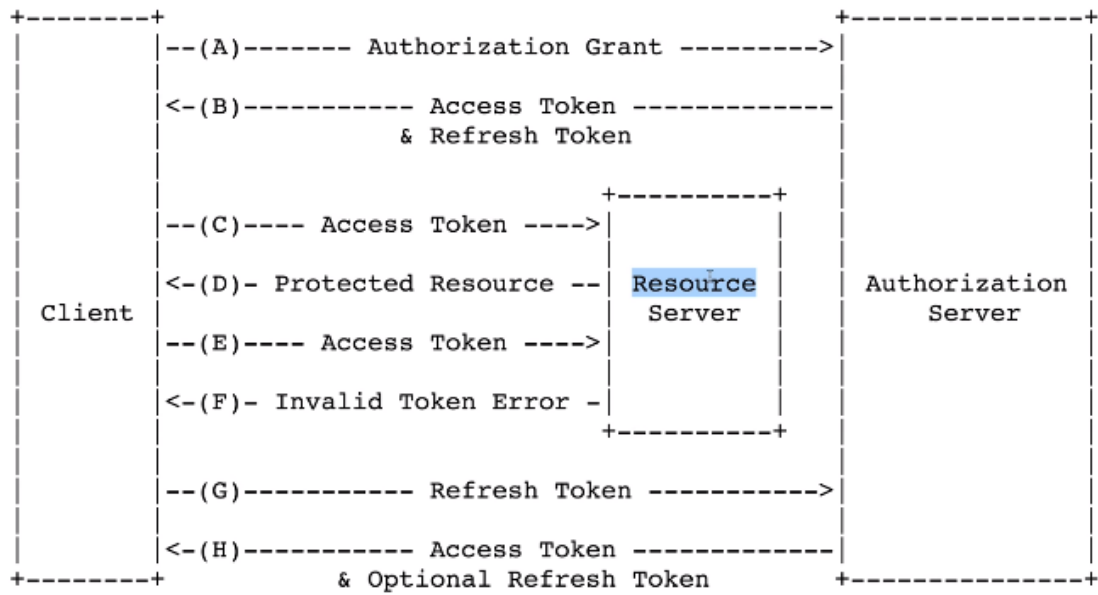 +--------+                                           +---------------+
|        |--(A)------- Authorization Grant --------->|               |
|        |                                           |               |
|        |<-(B)----------- Access Token -------------|               |
|        |               & Refresh Token             |               |
|        |                                           |               |
|        |                            +----------+   |               |
|        |--(C)---- Access Token ---->|          |   |               |
|        |                            |          |   |               |
|        |<-(D)- Protected Resource --| Resource |   | Authorization |
| Client |                            |  Server  |   |     Server    |
|        |--(E)---- Access Token ---->|          |   |               |
|        |                            |          |   |               |
|        |<-(F)- Invalid Token Error -|          |   |               |
|        |                            +----------+   |               |
|        |                                           |               |
|        |--(G)----------- Refresh Token ----------->|               |
|        |                                           |               |
|        |<-(H)----------- Access Token -------------|               |
+--------+           & Optional Refresh Token        +---------------+